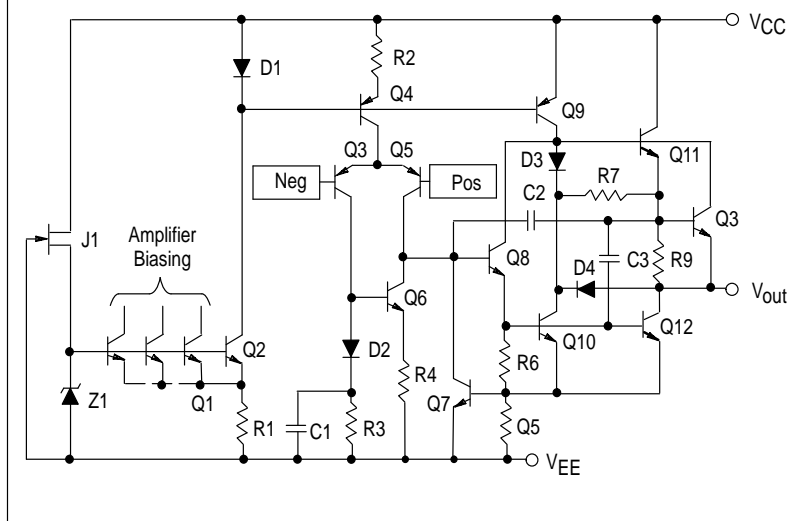 VCC
R2
D1
Q4
Q9
Q3
Q5
Q11
D3
R7
Neg
Pos
C2
Q3
J1
Amplifier
Biasing
Q8
C3
R9
D4
Vout
Q6
Q2
Q10
Q12
D2
R6
R4
Z1
Q1
Q7
R1
C1
R3
Q5
VEE